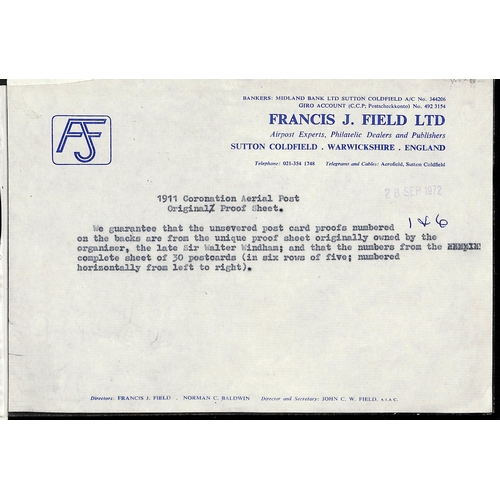 BANKERS: MIDLAND BANK LTD SUTTON COLDFIELD A/C No. 344206
GIRO ACCOUNT (C.C.P; Postscheckkonto) No. 492 3154
AFJ
FRANCIS J. FIELD LTD
Airpost Experts, Philatelic Dealers and Publishers
SUTTON COLDFIELD . WARWICKSHIRE . ENGLAND
Telephone: 021-354 1748 Telegrams and Cables: Aerofield, Sutton Coldfield
28 SEP 1972
1911 Coronation Aerial Post
Original Proof Sheet.
We guarantee that the unsevered post card proofs numbered 1 & 6
on the backs are from the unique proof sheet originally owned by the
organiser, the late Sir Walter Windham; and that the numbers from the
complete sheet of 30 postcards (in six rows of five; numbered
horizontally from left to right).
Directors: FRANCIS J. FIELD . NORMAN C. BALDWIN Director and Secretary: JOHN C. W. FIELD, A.I.A.C.